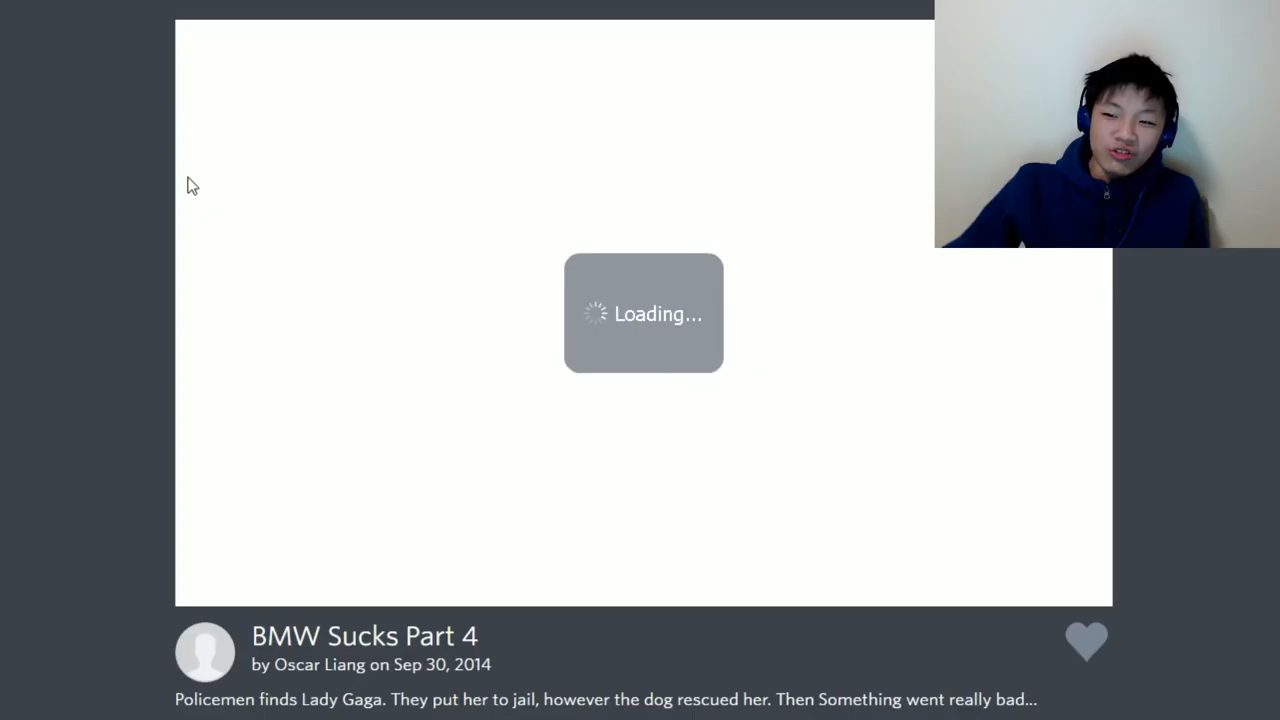 Loading...
BMW Sucks Part 4
by Oscar Liang on Sep 30, 2014
Policemen finds Lady Gaga. They put her to jail, however the dog rescued her. Then Something went really bad...